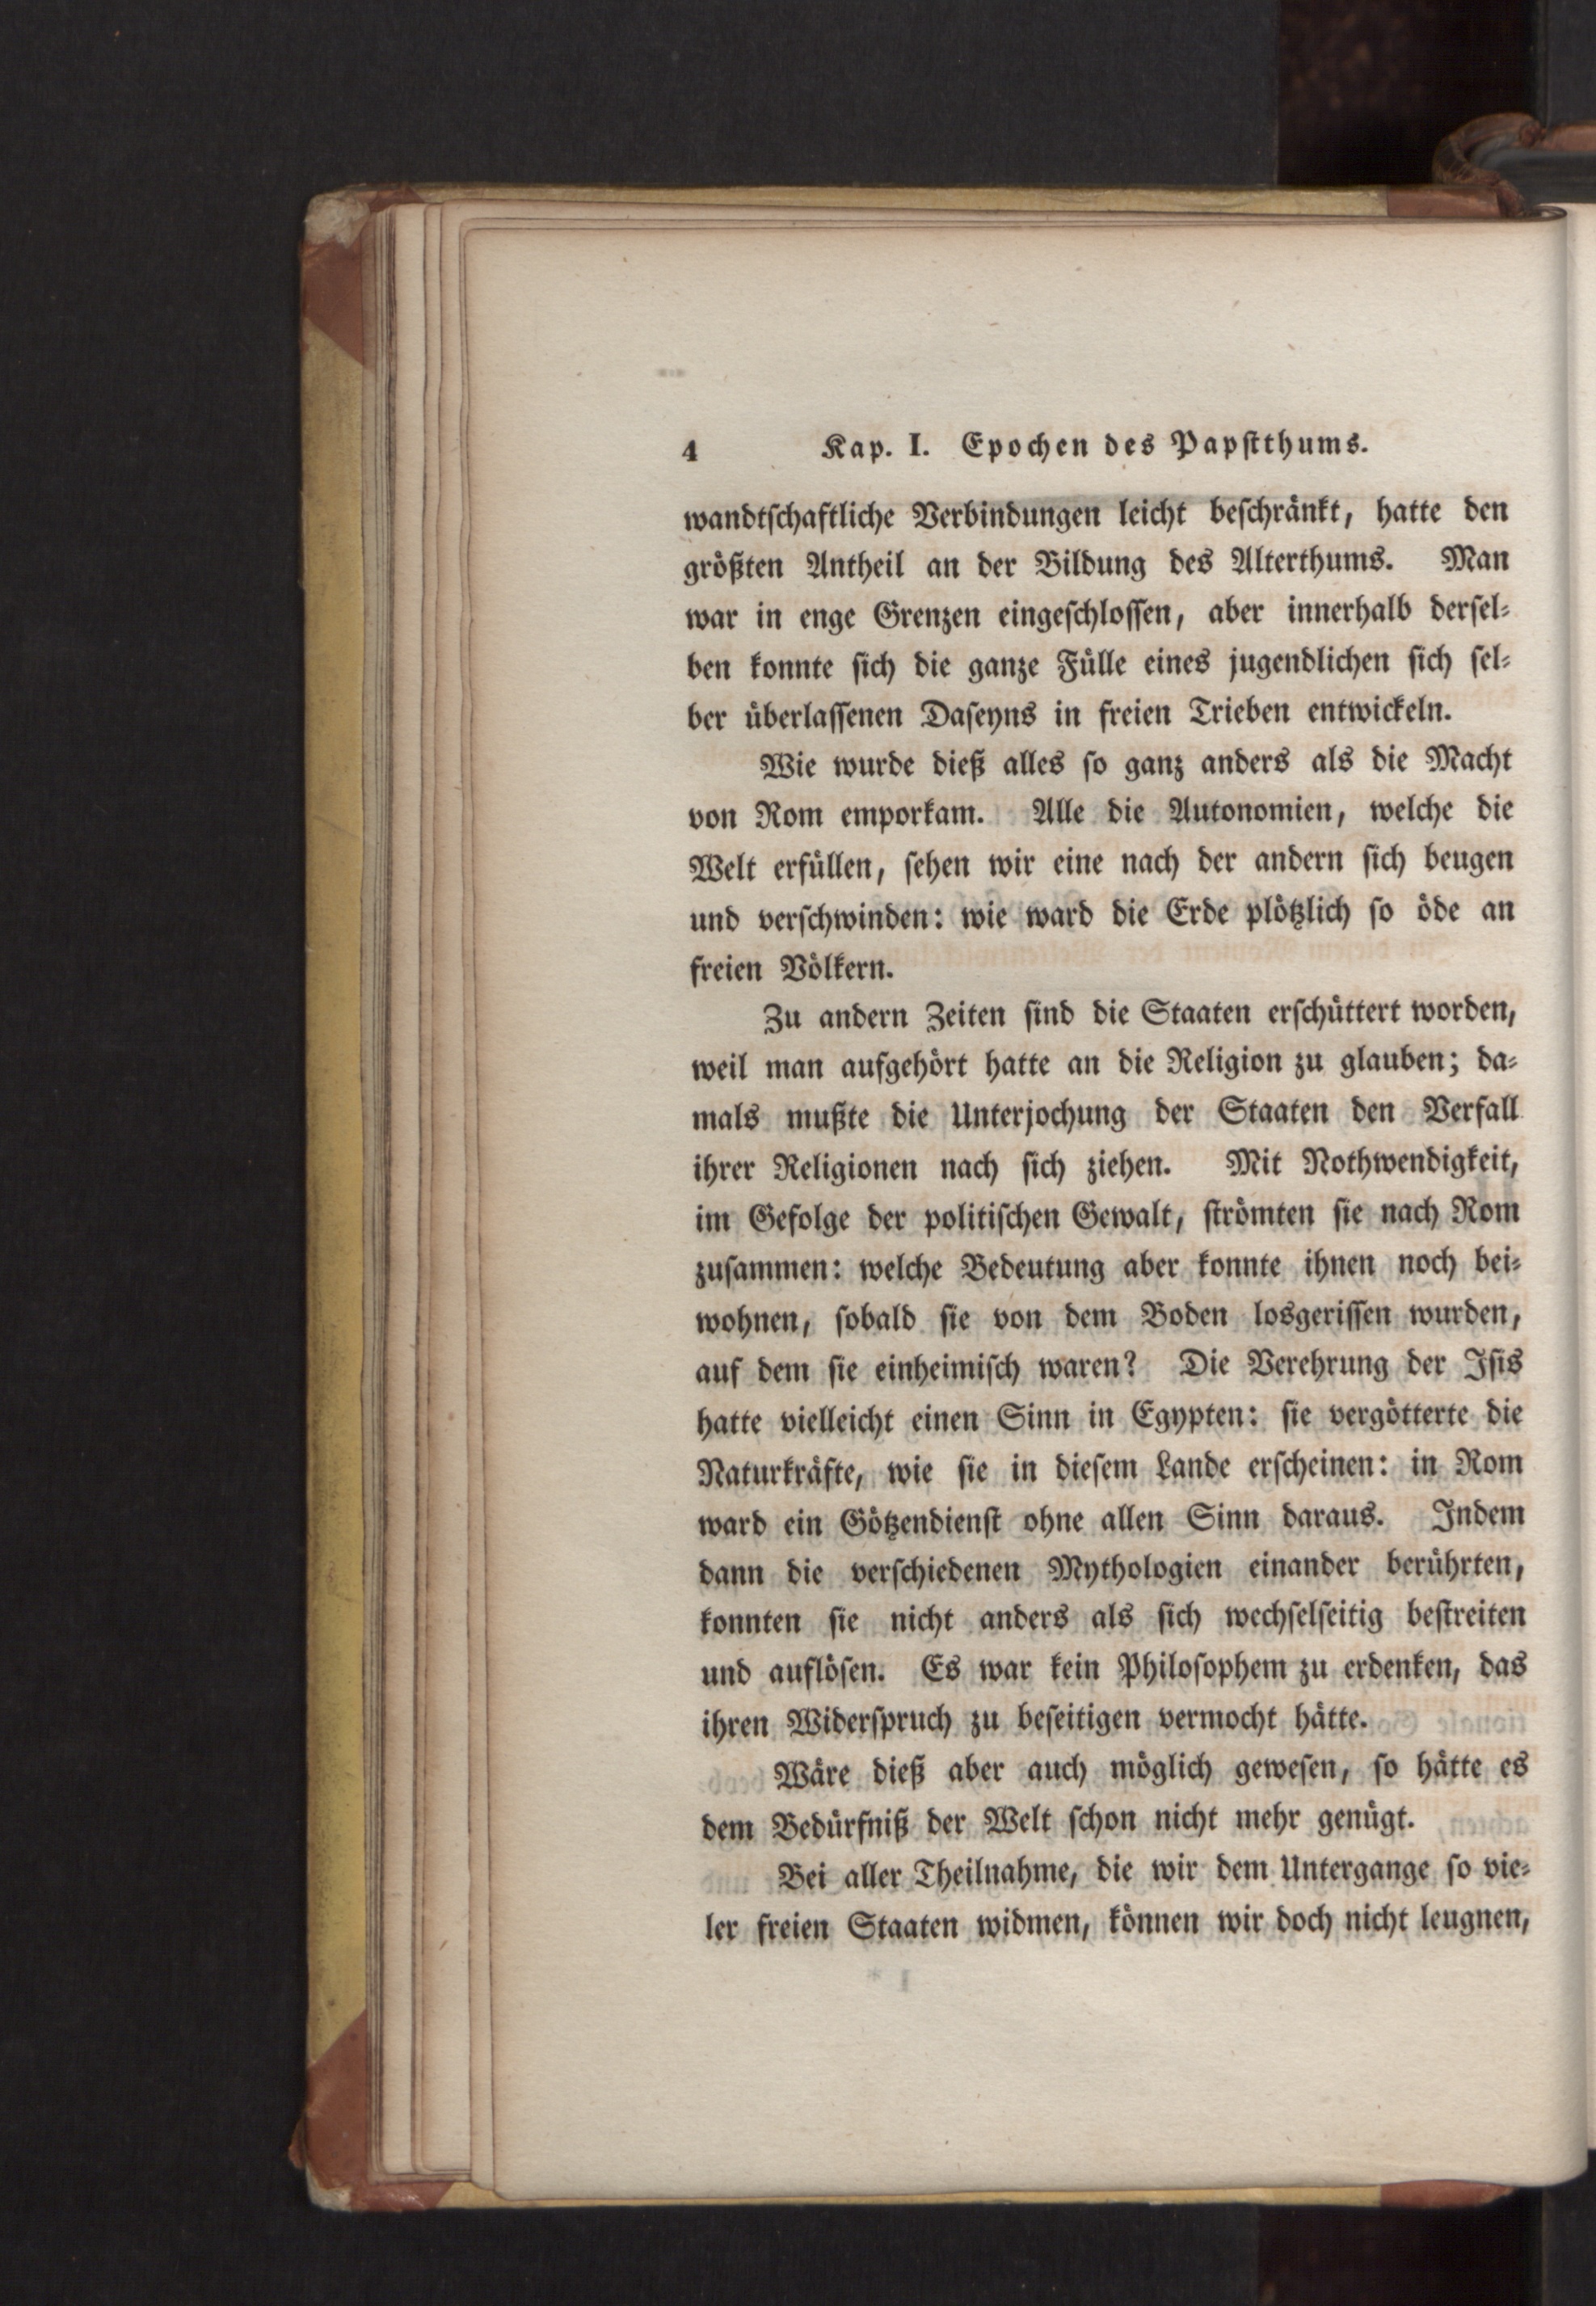 4 Kap. I. Epochen des Papſtthums.
wandtſchaftliche Verbindungen leicht beſchränkt, hatte den
größten Antheil an der Bildung des Alterthums. Man
war in enge Grenzen eingeſchloſſen, aber innerhalb derſel-
ben konnte ſich die ganze Fülle eines jugendlichen ſich ſel-
ber überlaſſenen Daſeyns in freien Trieben entwickeln.
Wie wurde dieß alles ſo ganz anders als die Macht
von Rom emporkam. Alle die Autonomien, welche die
Welt erfüllen, ſehen wir eine nach der andern ſich beugen
und verſchwinden: wie ward die Erde plötzlich ſo öde an
freien Völkern.
Zu andern Zeiten ſind die Staaten erſchüttert worden,
weil man aufgehört hatte an die Religion zu glauben; da-
mals mußte die Unterjochung der Staaten den Verfall
ihrer Religionen nach ſich ziehen. Mit Nothwendigkeit,
im Gefolge der politiſchen Gewalt, ſtrömten ſie nach Rom
zuſammen: welche Bedeutung aber konnte ihnen noch bei-
wohnen, ſobald ſie von dem Boden losgeriſſen wurden,
auf dem ſie einheimiſch waren? Die Verehrung der Iſis
hatte vielleicht einen Sinn in Egypten: ſie vergötterte die
Naturkräfte, wie ſie in dieſem Lande erſcheinen: in Rom
ward ein Götzendienſt ohne allen Sinn daraus. Indem
dann die verſchiedenen Mythologien einander berührten,
konnten ſie nicht anders als ſich wechſelſeitig beſtreiten
und auflöſen. Es war kein Philoſophem zu erdenken, das
ihren Widerſpruch zu beſeitigen vermocht hätte.
Wäre dieß aber auch möglich geweſen, ſo hätte es
dem Bedürfniß der Welt ſchon nicht mehr genügt.
Bei aller Theilnahme, die wir dem Untergange ſo vie-
ler freien Staaten widmen, können wir doch nicht leugnen,